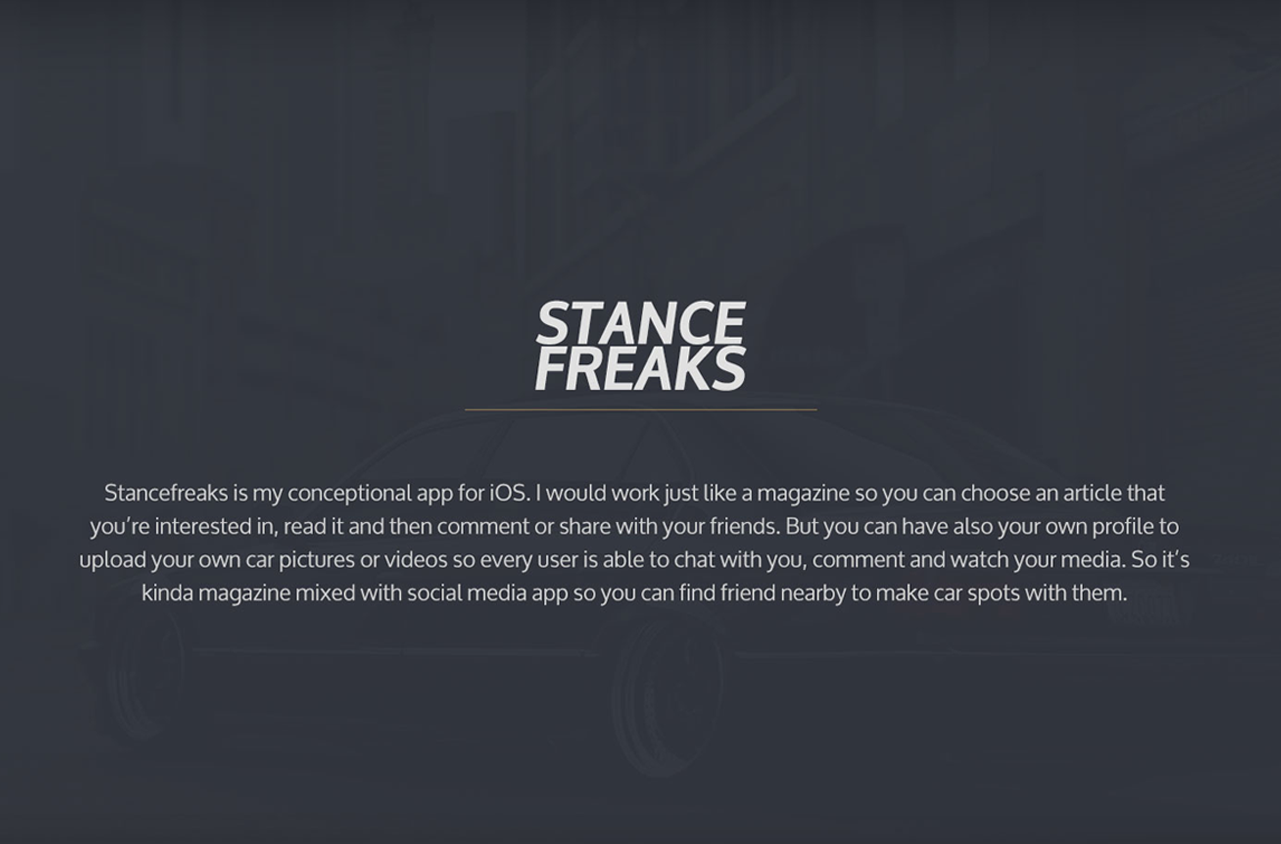 STANCE
FREAKS
Stancefreaks is my conceptional app for iOS. I would work just like a magazine so you can choose an article that
you're interested in, read it and then comment or share with your friends. But you can have also your own profile to
upload your own car pictures or videos so every user is able to chat with you, comment and watch your media. So it's
kinda magazine mixed with social media app so you can find friend nearby to make car spots with them.